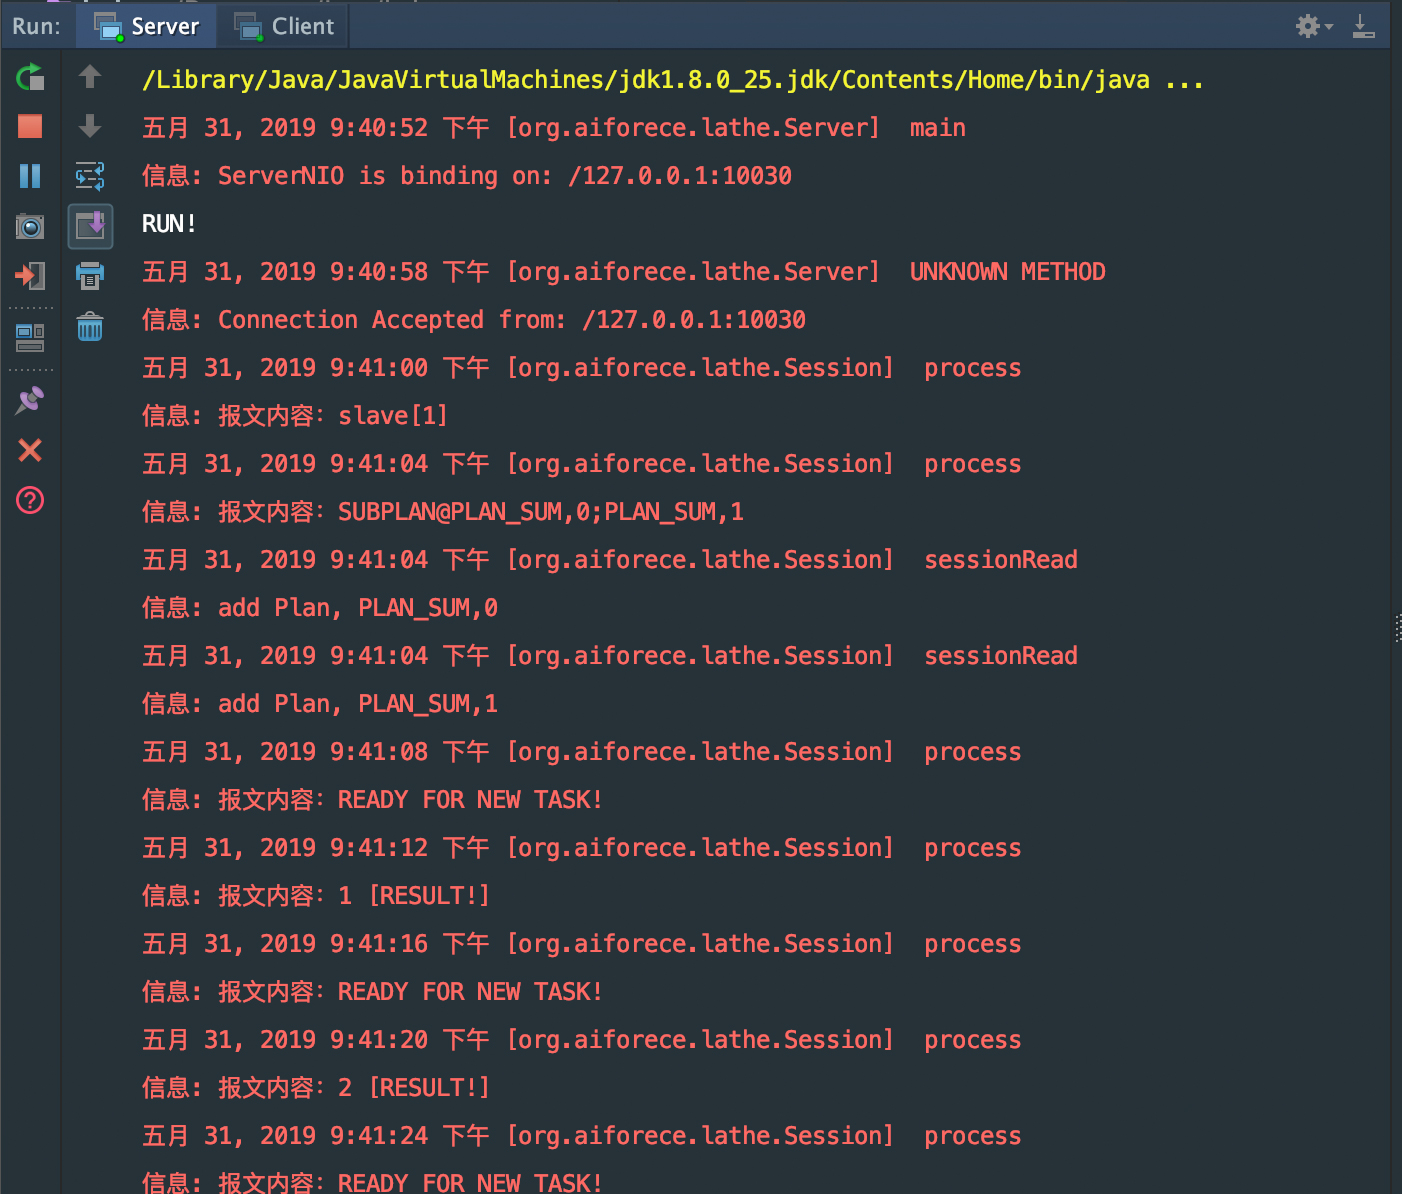 Run: Server Client
/Library/Java/JavaVirtualMachines/jdk1.8.0_25.jdk/Contents/Home/bin/java ...
五月 31, 2019 9:40:52 下午 [org.aiforece.lathe.Server]  main
信息: ServerNIO is binding on: /127.0.0.1:10030
RUN!
五月 31, 2019 9:40:58 下午 [org.aiforece.lathe.Server]  UNKNOWN METHOD
信息: Connection Accepted from: /127.0.0.1:10030
五月 31, 2019 9:41:00 下午 [org.aiforece.lathe.Session]  process
信息: 报文内容：slave[1]
五月 31, 2019 9:41:04 下午 [org.aiforece.lathe.Session]  process
信息: 报文内容：SUBPLAN@PLAN_SUM,0;PLAN_SUM,1
五月 31, 2019 9:41:04 下午 [org.aiforece.lathe.Session]  sessionRead
信息: add Plan, PLAN_SUM,0
五月 31, 2019 9:41:04 下午 [org.aiforece.lathe.Session]  sessionRead
信息: add Plan, PLAN_SUM,1
五月 31, 2019 9:41:08 下午 [org.aiforece.lathe.Session]  process
信息: 报文内容：READY FOR NEW TASK!
五月 31, 2019 9:41:12 下午 [org.aiforece.lathe.Session]  process
信息: 报文内容：1 [RESULT!]
五月 31, 2019 9:41:16 下午 [org.aiforece.lathe.Session]  process
信息: 报文内容：READY FOR NEW TASK!
五月 31, 2019 9:41:20 下午 [org.aiforece.lathe.Session]  process
信息: 报文内容：2 [RESULT!]
五月 31, 2019 9:41:24 下午 [org.aiforece.lathe.Session]  process
信息: 报文内容：READY FOR NEW TASK!